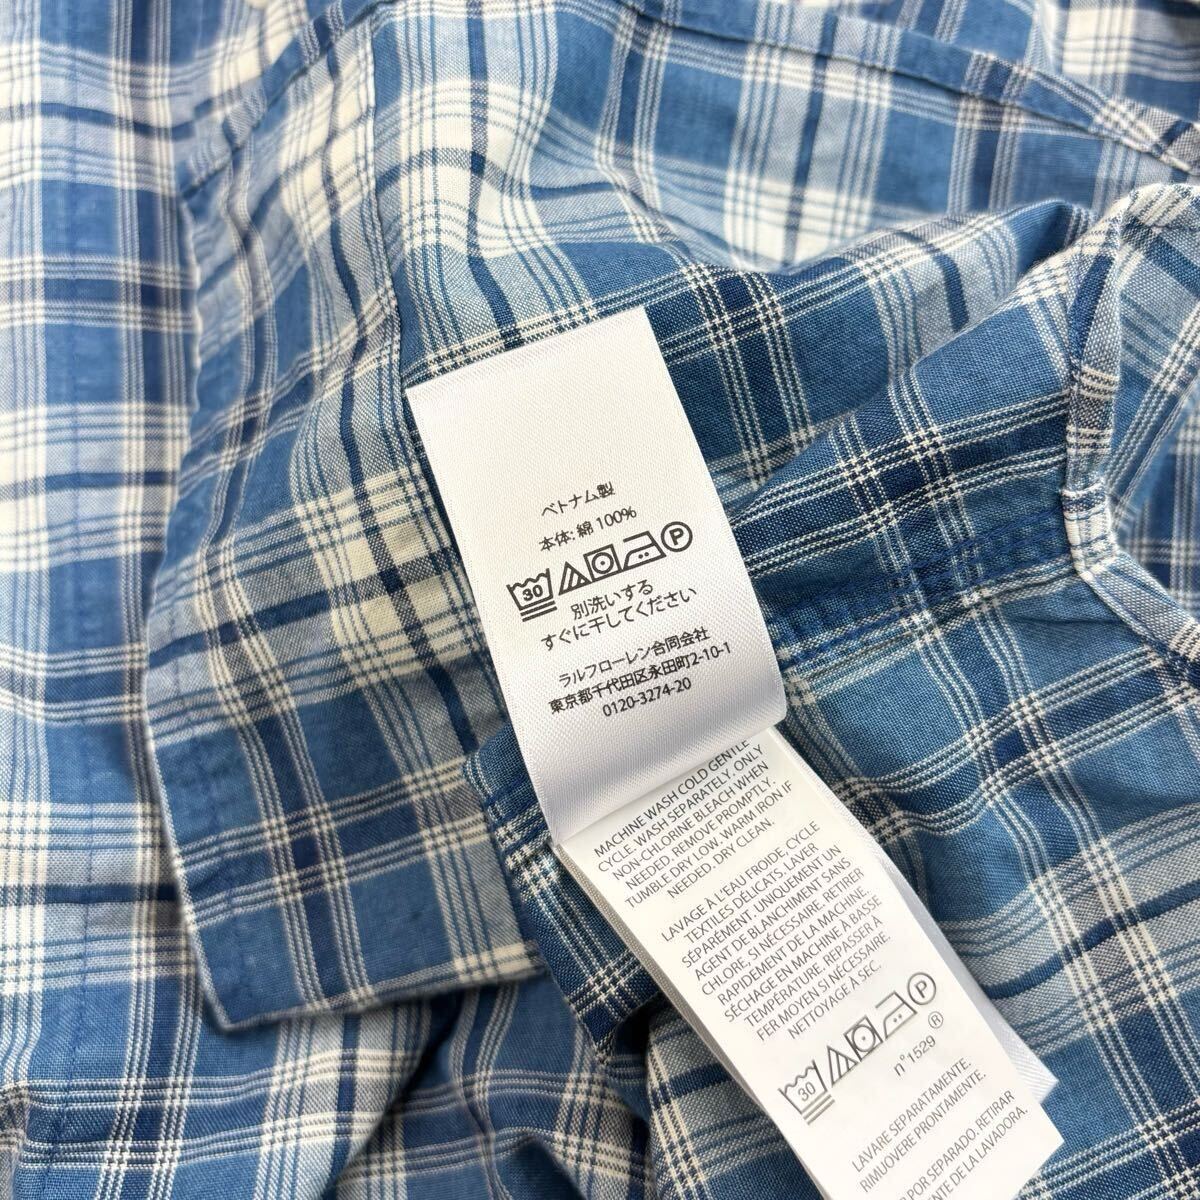 ベトナム製
本体: 綿 100%
30
P
別洗いする
すぐに干してください
ラルフローレン合同会社
東京都千代田区永田町2-10-1
0120-3274-20
MACHINE WASH COLD GENTLE
CYCLE. WASH SEPARATELY. ONLY
NON-CHLORINE BLEACH WHEN
NEEDED. REMOVE PROMPTLY.
TUMBLE DRY LOW. WARM IRON IF
NEEDED. DRY CLEAN.
LAVAGE À L'EAU FROIDE. CYCLE
TEXTILES DÉLICATS. LAVER
SÉPARÉMENT. UNIQUEMENT UN
AGENT DE BLANCHIMENT SANS
CHLORE, SI NÉCESSAIRE. RETIRER
RAPIDEMENT DE LA MACHINE.
SÉCHAGE EN MACHINE À BASSE
TEMPÉRATURE. REPASSER À
FER MOYEN SI NÉCESSAIRE.
NETTOYAGE À SEC.
30
P
n°1529 ®
LAVARE SEPARATAMENTE.
RIMUOVERE PRONTAMENTE.
POR SEPARADO. RETIRAR
DE LA LAVADORA.